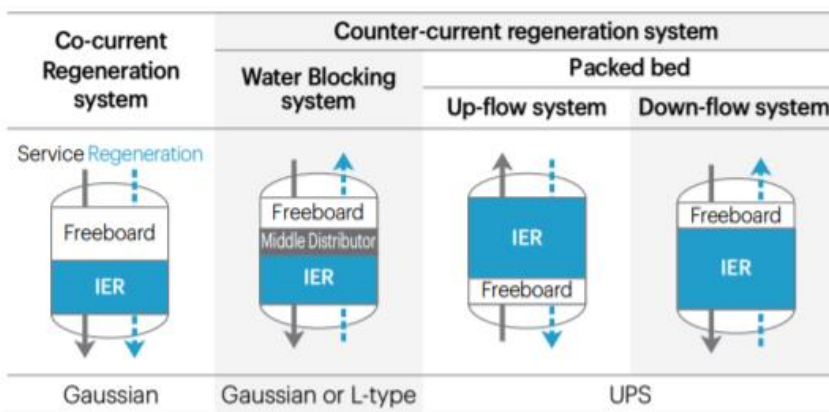 Co-current
Regeneration
system
Counter-current regeneration system
Water Blocking
system
Packed bed
Up-flow system
Down-flow system
Service Regeneration
Freeboard
IER
Freeboard
Middle Distributor
IER
IER
Freeboard
Freeboard
IER
Gaussian
Gaussian or L-type
UPS